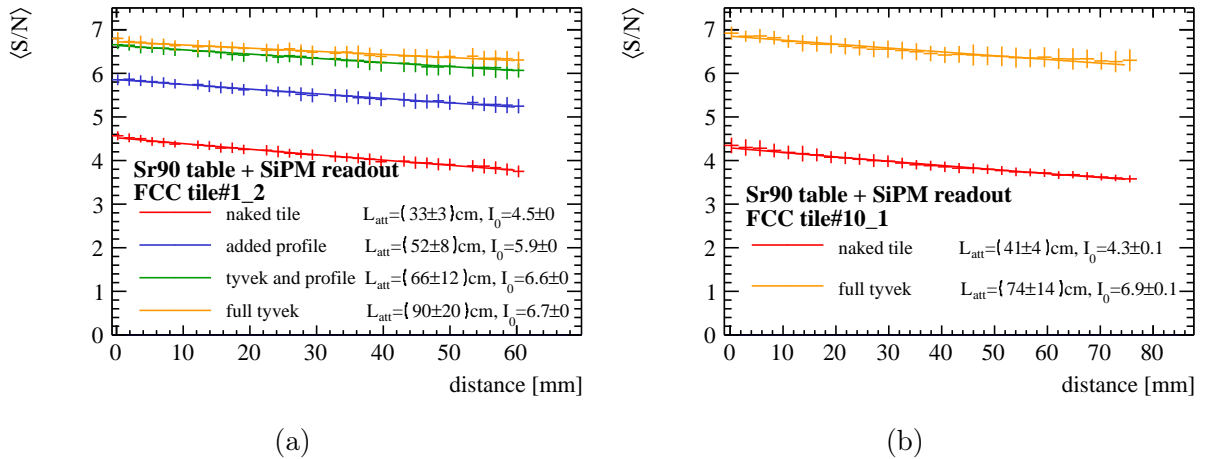 ⟨S/N⟩
7
6
5
4
3
2
1
0
Sr90 table + SiPM readout
FCC tile#1_2
naked tile L_att=(33±3)cm, I_0=4.5±0
added profile L_att=(52±8)cm, I_0=5.9±0
tyvek and profile L_att=(66±12)cm, I_0=6.6±0
full tyvek L_att=(90±20)cm, I_0=6.7±0
0 10 20 30 40 50 60
distance [mm]
(a)
⟨S/N⟩
7
6
5
4
3
2
1
0
Sr90 table + SiPM readout
FCC tile#10_1
naked tile L_att=(41±4)cm, I_0=4.3±0.1
full tyvek L_att=(74±14)cm, I_0=6.9±0.1
0 10 20 30 40 50 60 70 80
distance [mm]
(b)